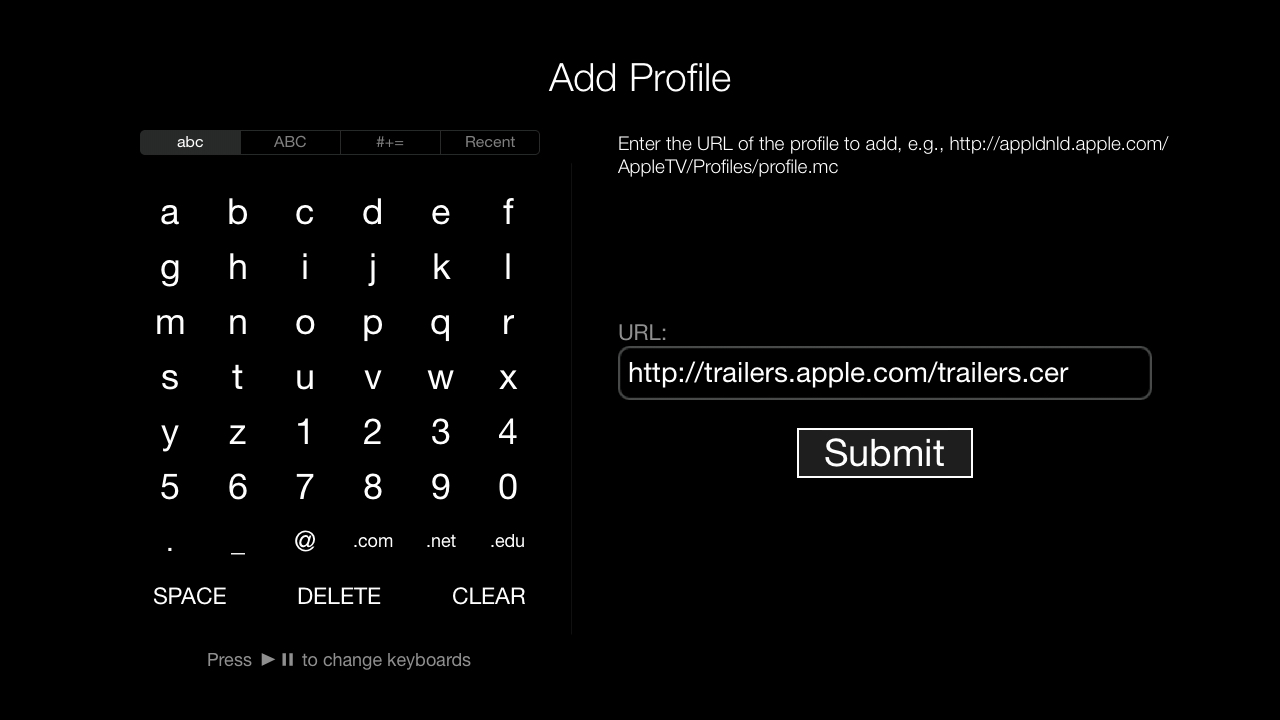 Add Profile
abc ABC #+= Recent
a b c d e f
g h i j k l
m n o p q r
s t u v w x
y z 1 2 3 4
5 6 7 8 9 0
. _ @ .com .net .edu
SPACE DELETE CLEAR
Press ▶ ❚❚ to change keyboards
Enter the URL of the profile to add, e.g., http://appldnld.apple.com/
AppleTV/Profiles/profile.mc
URL:
http://trailers.apple.com/trailers.cer
Submit